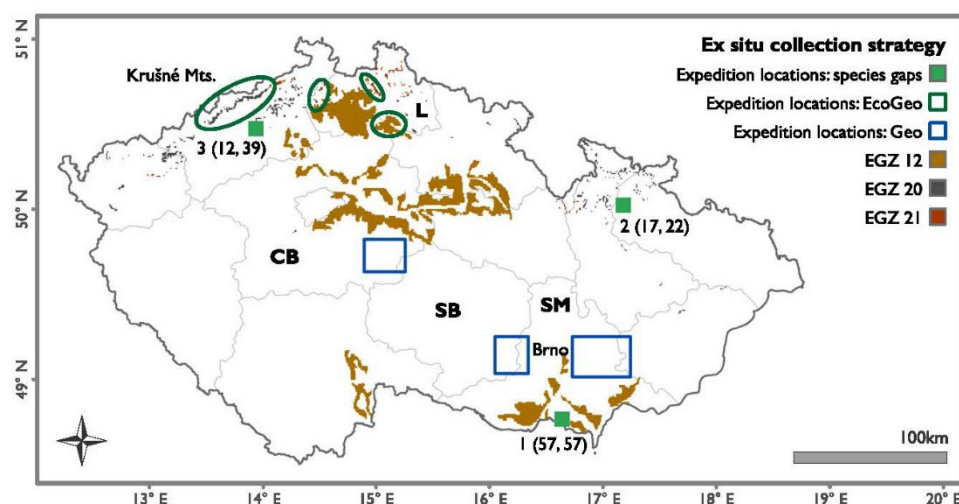 51° N
50° N
49° N
Krušné Mts.
L
3 (12, 39)
2 (17, 22)
CB
SB
SM
Brno
1 (57, 57)
Ex situ collection strategy
Expedition locations: species gaps
Expedition locations: EcoGeo
Expedition locations: Geo
EGZ 12
EGZ 20
EGZ 21
100km
13° E 14° E 15° E 16° E 17° E 18° E 19° E 20° E